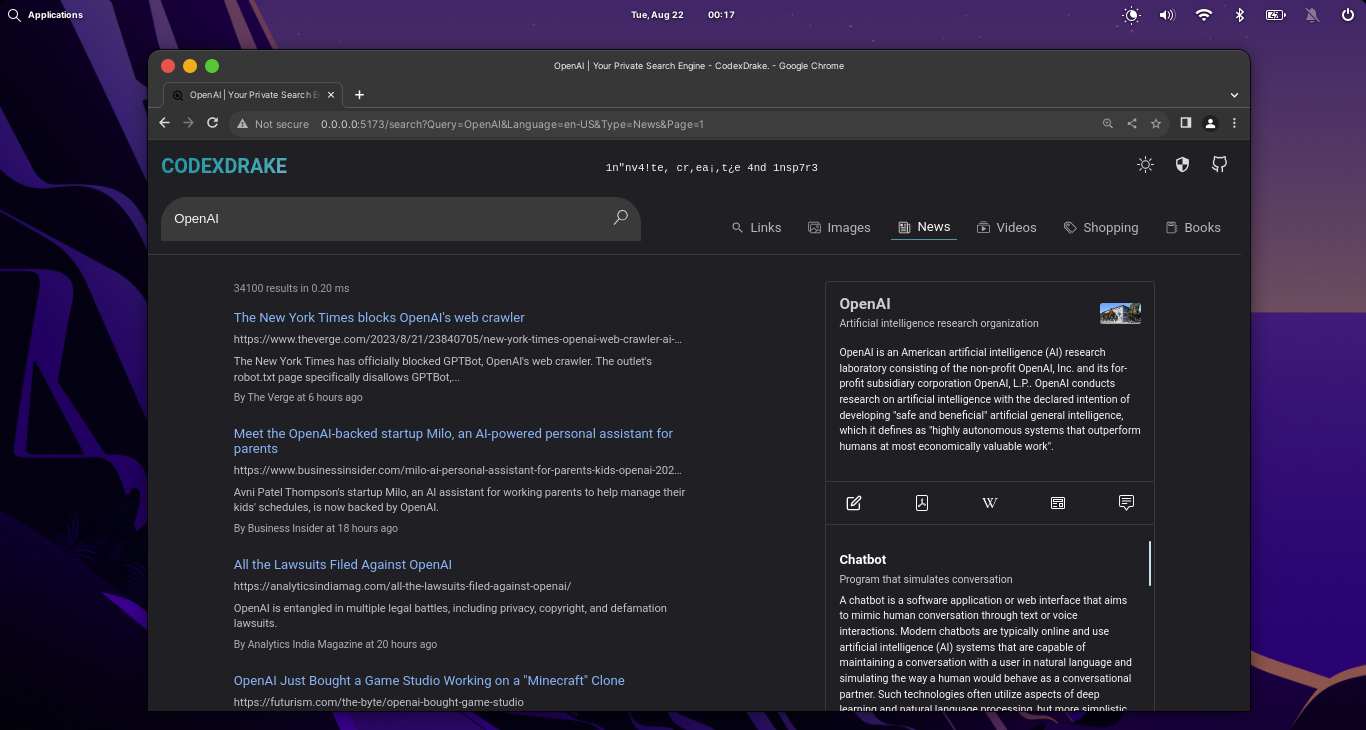 Applications
Tue, Aug 22 00:17
OpenAI | Your Private Search Engine - CodexDrake. - Google Chrome
OpenAI | Your Private Search E
Not secure 0.0.0.0:5173/search?Query=OpenAI&Language=en-US&Type=News&Page=1
CODEXDRAKE
1n"nv4!te, cr,ea¡,t¿e 4nd 1nsp7r3
OpenAI
Links
Images
News
Videos
Shopping
Books
34100 results in 0.20 ms
The New York Times blocks OpenAI's web crawler
https://www.theverge.com/2023/8/21/23840705/new-york-times-openai-web-crawler-ai-...
The New York Times has officially blocked GPTBot, OpenAI's web crawler. The outlet's
robot.txt page specifically disallows GPTBot,...
By The Verge at 6 hours ago
Meet the OpenAI-backed startup Milo, an AI-powered personal assistant for
parents
https://www.businessinsider.com/milo-ai-personal-assistant-for-parents-kids-openai-202...
Avni Patel Thompson's startup Milo, an AI assistant for working parents to help manage their
kids' schedules, is now backed by OpenAI.
By Business Insider at 18 hours ago
All the Lawsuits Filed Against OpenAI
https://analyticsindiamag.com/all-the-lawsuits-filed-against-openai/
OpenAI is entangled in multiple legal battles, including privacy, copyright, and defamation
lawsuits.
By Analytics India Magazine at 20 hours ago
OpenAI Just Bought a Game Studio Working on a "Minecraft" Clone
https://futurism.com/the-byte/openai-bought-game-studio
OpenAI
Artificial intelligence research organization
OpenAI is an American artificial intelligence (AI) research
laboratory consisting of the non-profit OpenAI, Inc. and its for-
profit subsidiary corporation OpenAI, L.P.. OpenAI conducts
research on artificial intelligence with the declared intention of
developing "safe and beneficial" artificial general intelligence,
which it defines as "highly autonomous systems that outperform
humans at most economically valuable work".
W
Chatbot
Program that simulates conversation
A chatbot is a software application or web interface that aims
to mimic human conversation through text or voice
interactions. Modern chatbots are typically online and use
artificial intelligence (AI) systems that are capable of
maintaining a conversation with a user in natural language and
simulating the way a human would behave as a conversational
partner. Such technologies often utilize aspects of deep
learning and natural language processing, but more simplistic